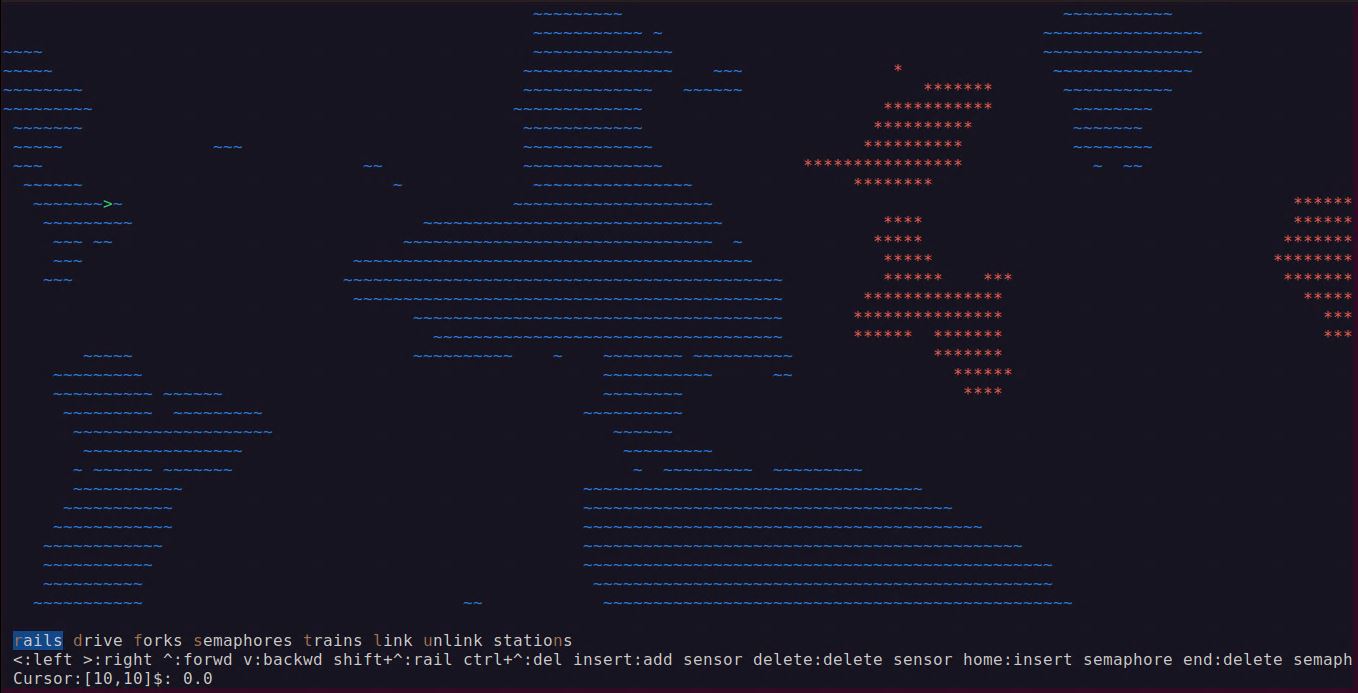 rails drive forks semaphores trains link unlink stations
<:left >:right ^:forwd v:backwd shift+^:rail ctrl+^:del insert:add sensor delete:delete sensor home:insert semaphore end:delete semaph
Cursor:[10,10]$: 0.0